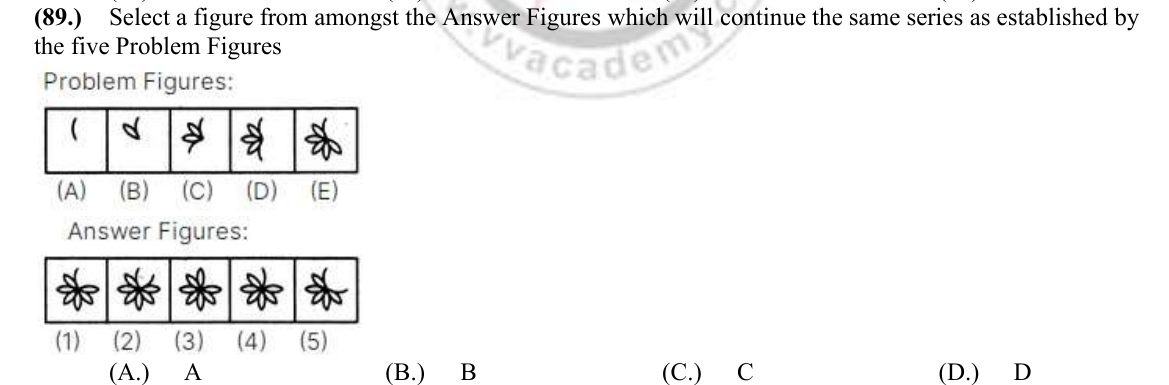 (89.) Select a figure from amongst the Answer Figures which will continue the same series as established by
the five Problem Figures
Problem Figures:
(A) (B) (C) (D) (E)
Answer Figures:
(1) (2) (3) (4) (5)
(A.) A (B.) B (C.) C (D.) D
vvacademy